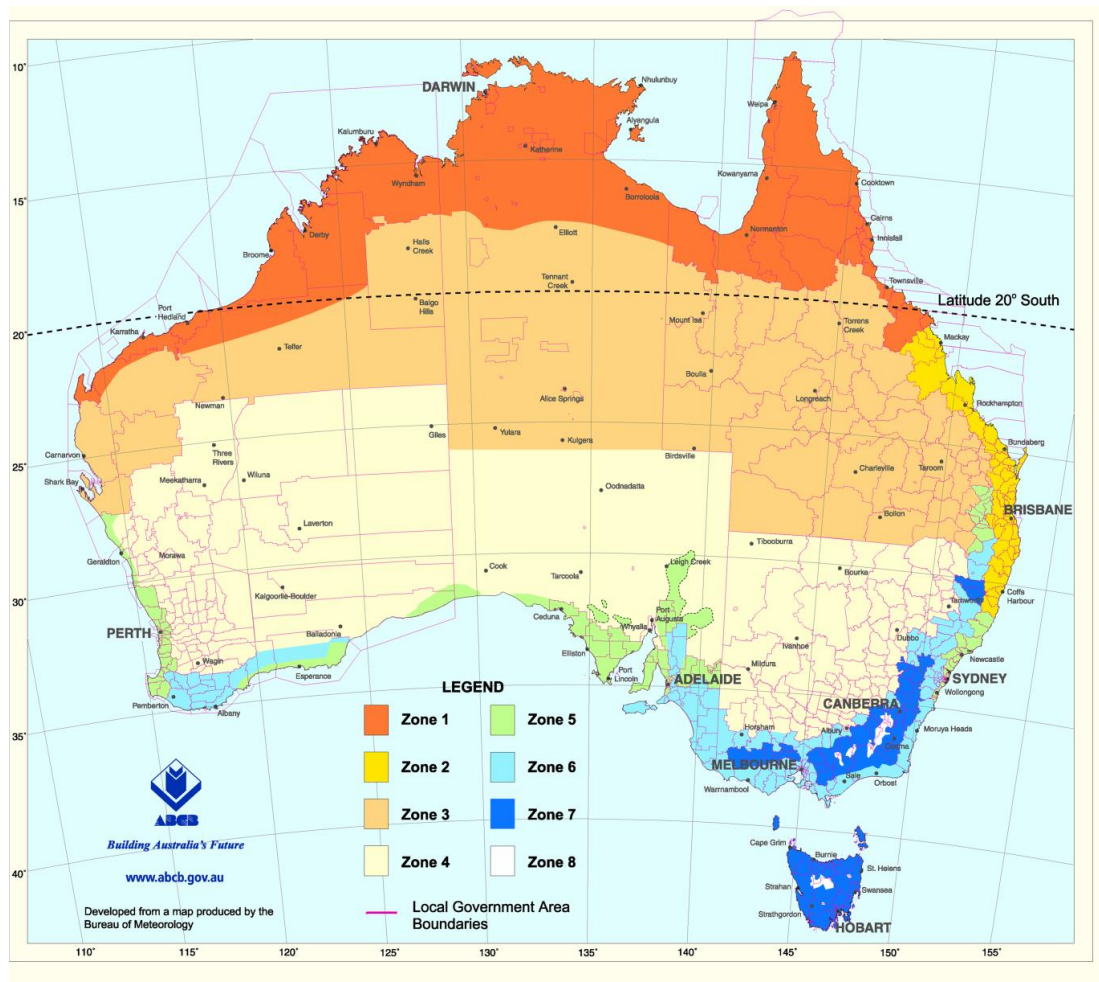 10°
15°
20°
25°
30°
35°
40°
DARWIN
Nhulunbuy
Weipa
Alyangula
Kalumburu
Katherine
Wyndham
Kowanyama
Cooktown
Borroloola
Cairns
Derby
Normanton
Innisfail
Elliott
Halls
Creek
Broome
Tennant
Creek
Townsville
Latitude 20° South
Balgo
Hills
Port
Hedland
Karratha
Mount Isa
Torrens
Creek
Mackay
Telfer
Boulia
Newman
Alice Springs
Longreach
Rockhampton
Giles
Yulara
Kulgera
Bundaberg
Carnarvon
Three
Rivers
Birdsville
Charleville
Taroom
Shark Bay
Meekatharra
Wiluna
Oodnadatta
BRISBANE
Laverton
Bollon
Tibooburra
Geraldton
Morawa
Cook
Tarcoola
Leigh Creek
Bourke
Kalgoorlie-Boulder
Tamworth
Coffs
Harbour
PERTH
Balladonia
Ceduna
Whyalla
Port
Augusta
Ivanhoe
Dubbo
Wagin
Elliston
Mildura
Newcastle
Esperance
Port
Lincoln
ADELAIDE
SYDNEY
Wollongong
Pemberton
Albany
CANBERRA
Horsham
Albury
Cooma
Moruya Heads
MELBOURNE
Warrnambool
Bale
Orbost
Cape Grim
Burnie
St. Helens
Strahan
Swansea
Strathgordon
HOBART
LEGEND
Zone 1
Zone 5
Zone 2
Zone 6
Zone 3
Zone 7
Zone 4
Zone 8
Local Government Area
Boundaries
ABCB
Building Australia's Future
www.abcb.gov.au
Developed from a map produced by the
Bureau of Meteorology
110°
115°
120°
125°
130°
135°
140°
145°
150°
155°